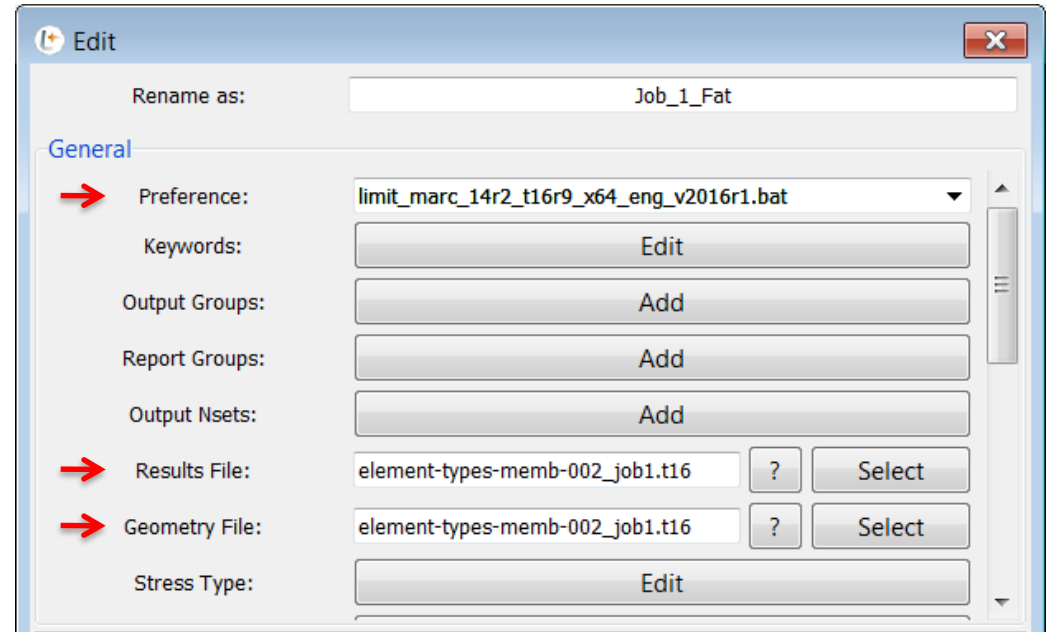 Edit
Rename as: Job_1_Fat
General
Preference: limit_marc_14r2_t16r9_x64_eng_v2016r1.bat
Keywords: Edit
Output Groups: Add
Report Groups: Add
Output Nsets: Add
Results File: element-types-memb-002_job1.t16 ? Select
Geometry File: element-types-memb-002_job1.t16 ? Select
Stress Type: Edit